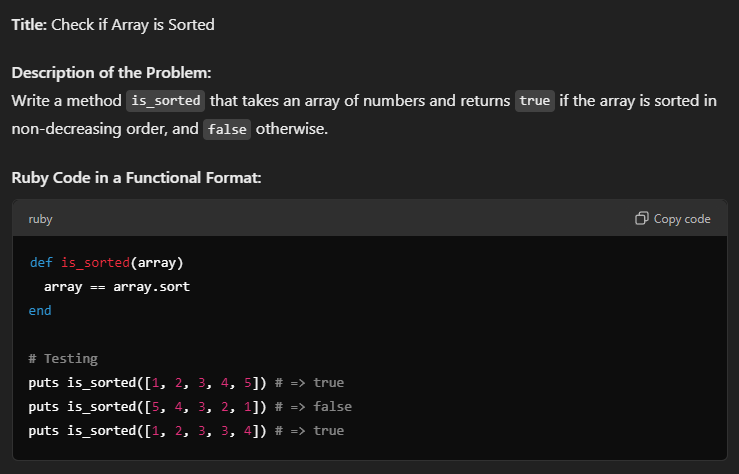 Title: Check if Array is Sorted
Description of the Problem:
Write a method is_sorted that takes an array of numbers and returns true if the array is sorted in
non-decreasing order, and false otherwise.
Ruby Code in a Functional Format:
ruby Copy code
def is_sorted(array)
  array == array.sort
end
# Testing
puts is_sorted([1, 2, 3, 4, 5]) # => true
puts is_sorted([5, 4, 3, 2, 1]) # => false
puts is_sorted([1, 2, 3, 3, 4]) # => true